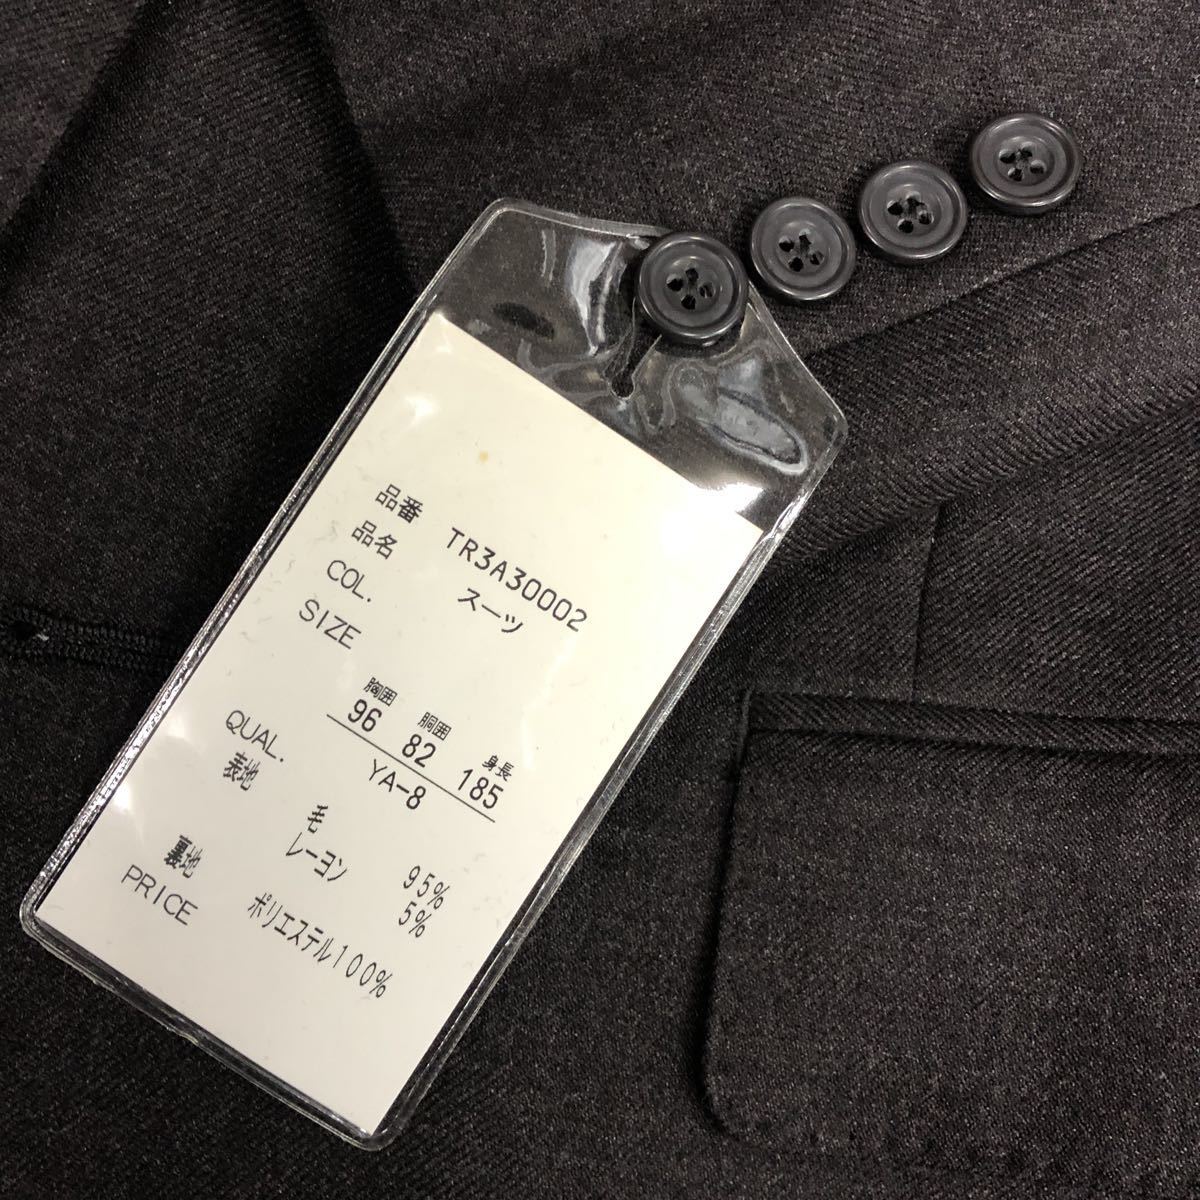 品番 TR3A30002
品名 スーツ
COL.
SIZE
胸囲 胴囲 身長
96 82 185
YA-8
QUAL.
表地 毛 95%
レーヨン 5%
裏地 ポリエステル100%
PRICE